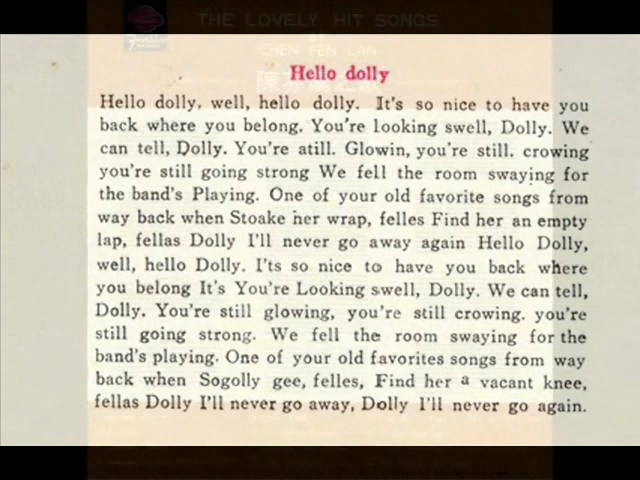 THE LOVELY HIT SONGS
BY
CHEN FEN LAN
Hello dolly
Hello dolly, well, hello dolly. It's so nice to have you
back where you belong. You're looking swell, Dolly. We
can tell, Dolly. You're atill. Glowin, you're still. crowing
you're still going strong We fell the room swaying for
the band's Playing. One of your old favorite songs from
way back when Stoake her wrap, felles Find her an empty
lap, fellas Dolly I'll never go away again Hello Dolly,
well, hello Dolly. I'ts so nice to have you back where
you belong It's You're Looking swell, Dolly. We can tell,
Dolly. You're still glowing, you're still crowing. you're
still going strong. We fell the room swaying for the
band's playing. One of your old favorites songs from way
back when Sogolly gee, felles, Find her a vacant knee,
fellas Dolly I'll never go away, Dolly I'll never go again.